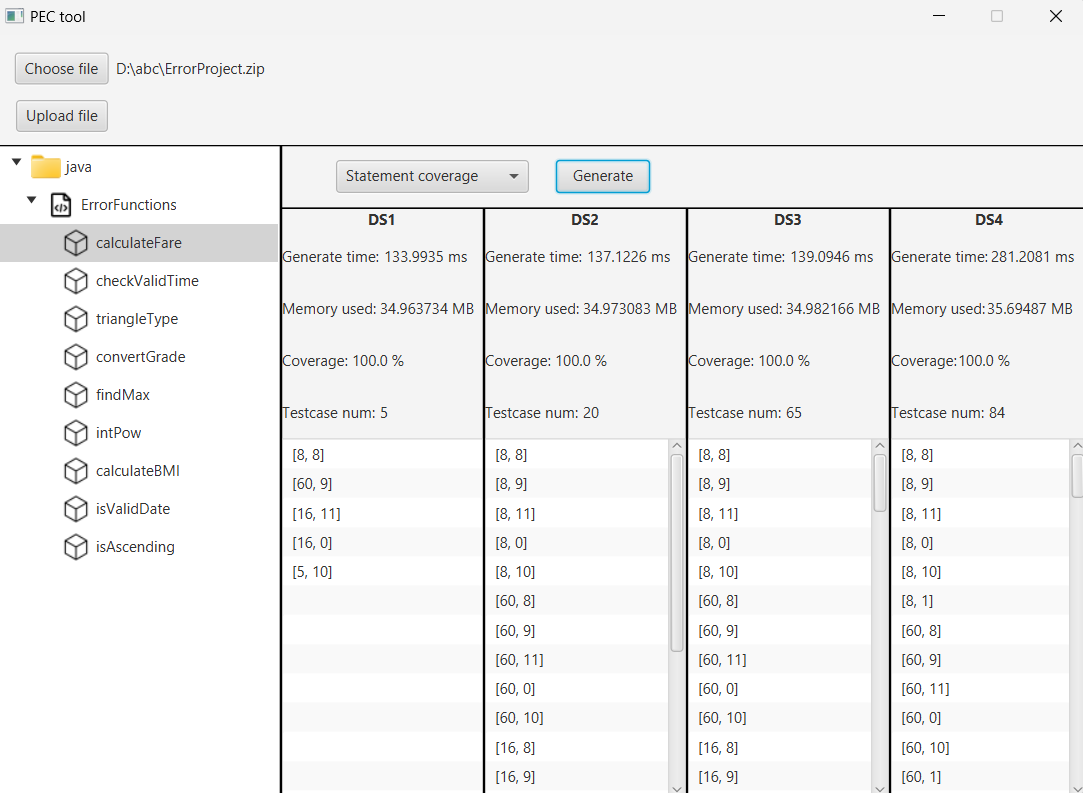 PEC tool
Choose file D:\abc\ErrorProject.zip
Upload file
java
ErrorFunctions
calculateFare
checkValidTime
triangleType
convertGrade
findMax
intPow
calculateBMI
isValidDate
isAscending
Statement coverage Generate
DS1
Generate time: 133.9935 ms
Memory used: 34.963734 MB
Coverage: 100.0 %
Testcase num: 5
[8, 8]
[60, 9]
[16, 11]
[16, 0]
[5, 10]
DS2
Generate time: 137.1226 ms
Memory used: 34.973083 MB
Coverage: 100.0 %
Testcase num: 20
[8, 8]
[8, 9]
[8, 11]
[8, 0]
[8, 10]
[60, 8]
[60, 9]
[60, 11]
[60, 0]
[60, 10]
[16, 8]
[16, 9]
DS3
Generate time: 139.0946 ms
Memory used: 34.982166 MB
Coverage: 100.0 %
Testcase num: 65
[8, 8]
[8, 9]
[8, 11]
[8, 0]
[8, 10]
[60, 8]
[60, 9]
[60, 11]
[60, 0]
[60, 10]
[16, 8]
[16, 9]
DS4
Generate time: 281.2081 ms
Memory used:35.69487 MB
Coverage:100.0 %
Testcase num: 84
[8, 8]
[8, 9]
[8, 11]
[8, 0]
[8, 10]
[8, 1]
[60, 8]
[60, 9]
[60, 11]
[60, 0]
[60, 10]
[60, 1]